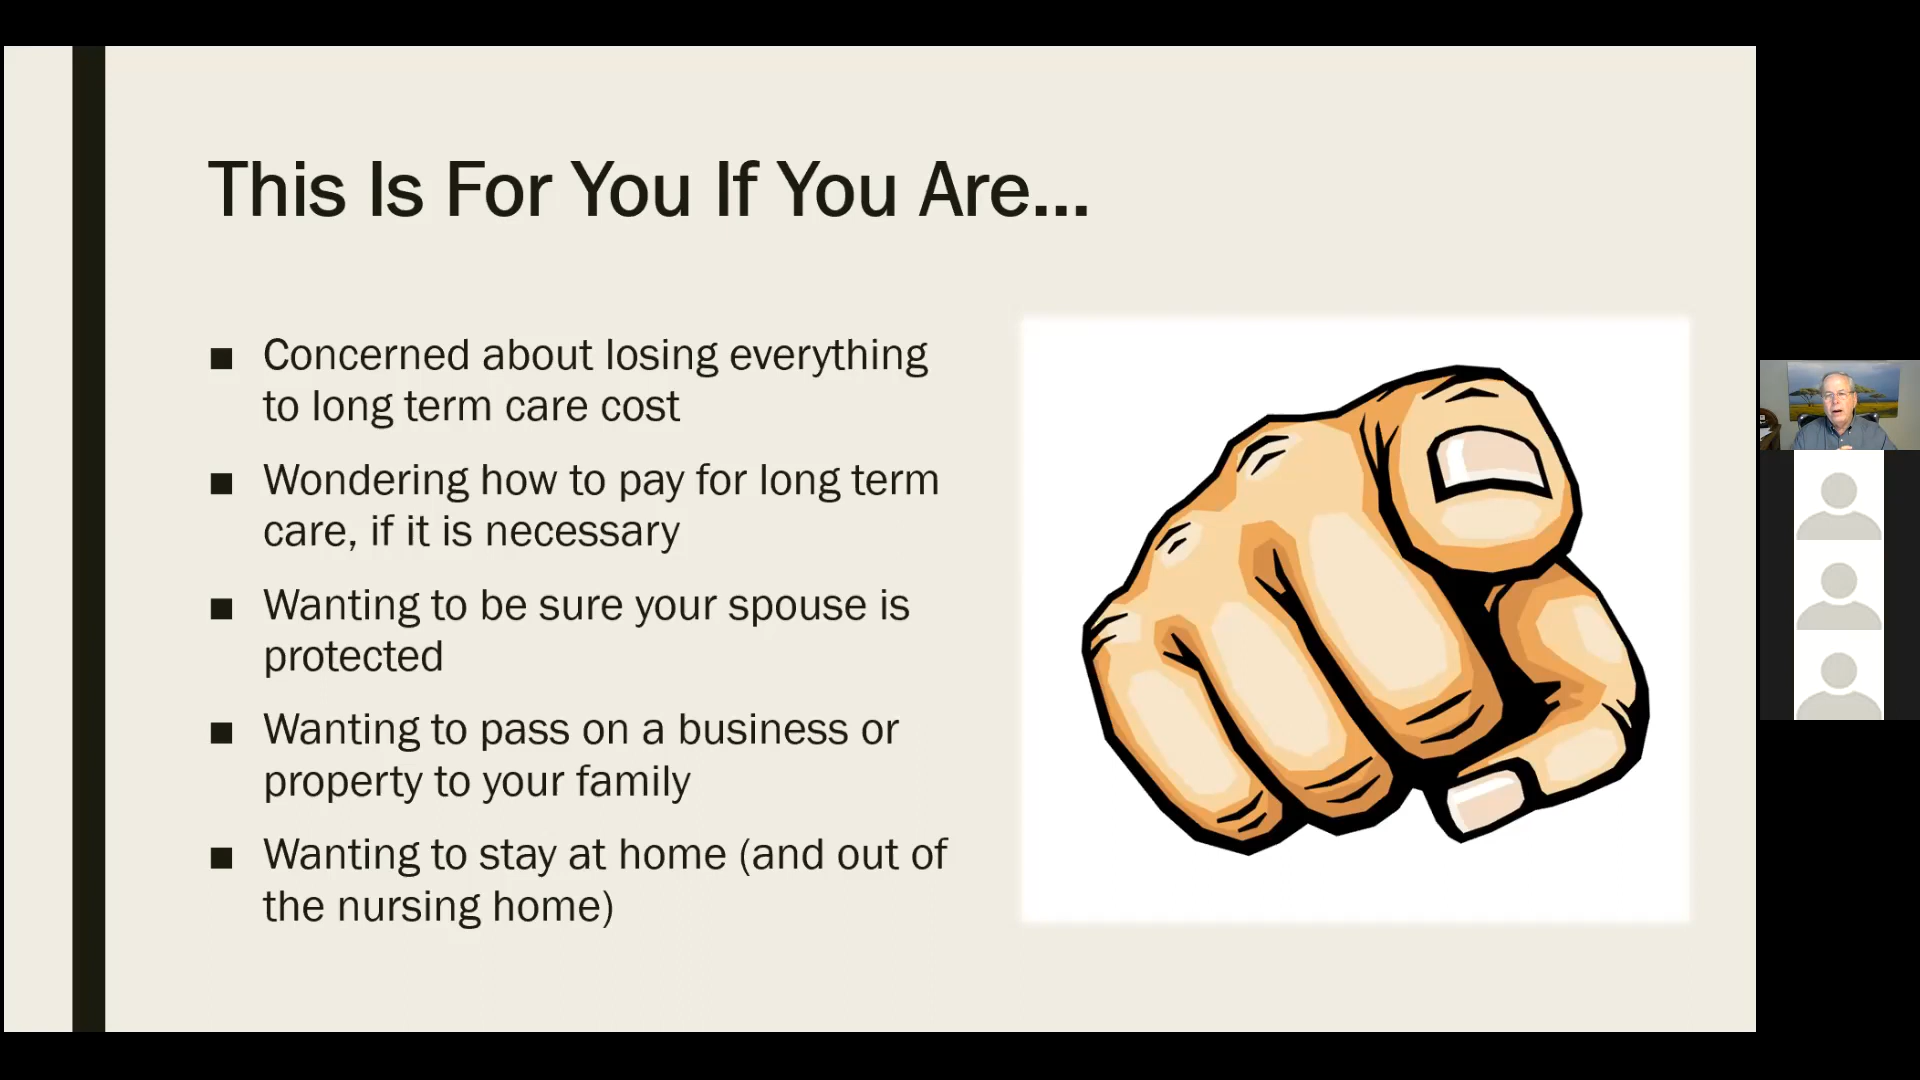 This Is For You If You Are...
■ Concerned about losing everything
to long term care cost
■ Wondering how to pay for long term
care, if it is necessary
■ Wanting to be sure your spouse is
protected
■ Wanting to pass on a business or
property to your family
■ Wanting to stay at home (and out of
the nursing home)